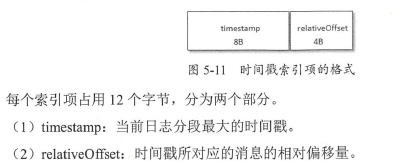 timestamp
8B
relativeOffset
4B
图 5-11 时间戳索引项的格式
每个索引项占用 12 个字节，分为两个部分。
（1）timestamp：当前日志分段最大的时间戳。
（2）relativeOffset：时间戳所对应的消息的相对偏移量。